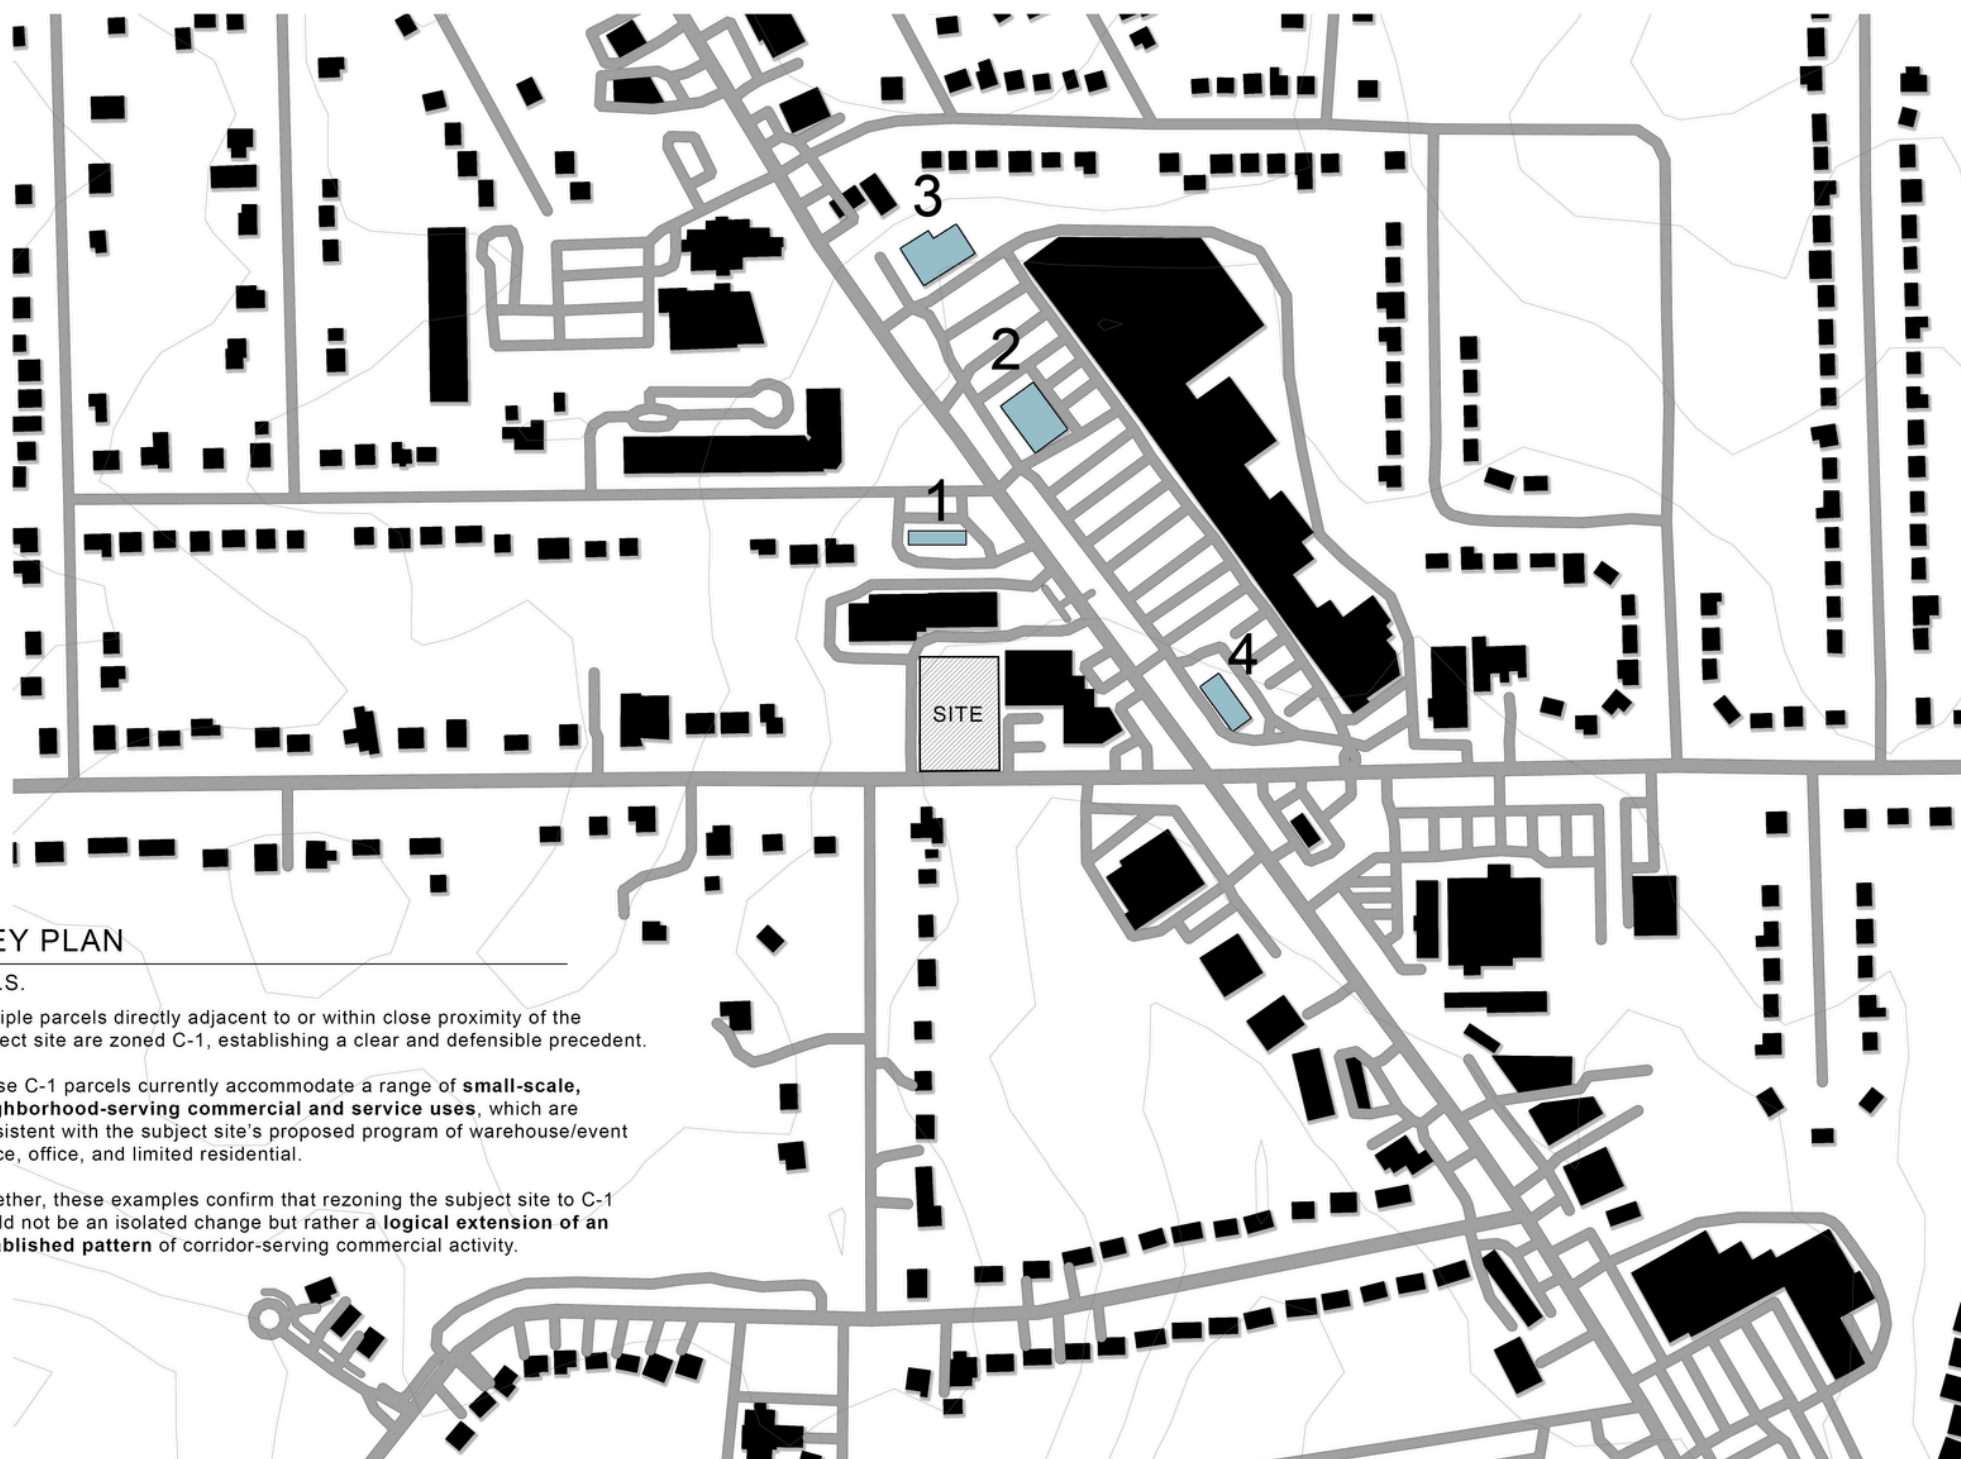 3
2
1
4
SITE
EY PLAN
.S.
iple parcels directly adjacent to or within close proximity of the
ect site are zoned C-1, establishing a clear and defensible precedent.
se C-1 parcels currently accommodate a range of small-scale,
ghborhood-serving commercial and service uses, which are
sistent with the subject site's proposed program of warehouse/event
ce, office, and limited residential.
ether, these examples confirm that rezoning the subject site to C-1
ld not be an isolated change but rather a logical extension of an
blished pattern of corridor-serving commercial activity.